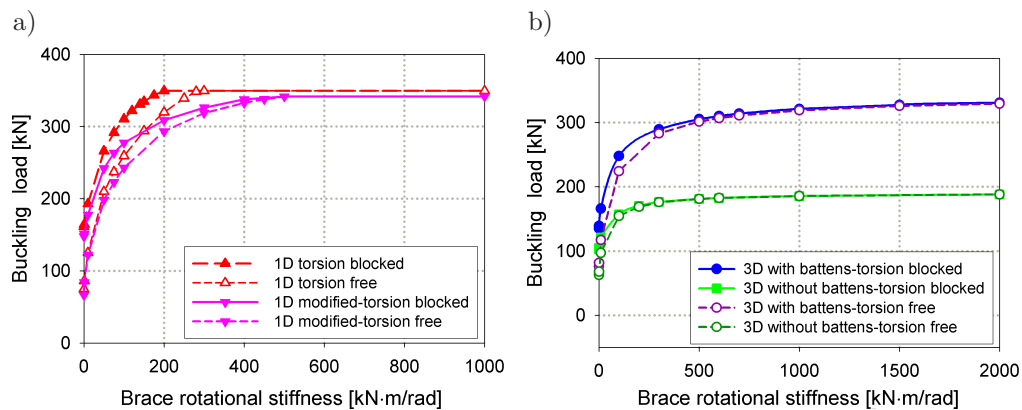 a)
400
300
200
100
0
Buckling load [kN]
0 200 400 600 800 1000
Brace rotational stiffness [kN·m/rad]
1D torsion blocked
1D torsion free
1D modified-torsion blocked
1D modified-torsion free
b)
400
300
200
100
0
Buckling load [kN]
0 500 1000 1500 2000
Brace rotational stiffness [kN·m/rad]
3D with battens-torsion blocked
3D without battens-torsion blocked
3D with battens-torsion free
3D without battens-torsion free